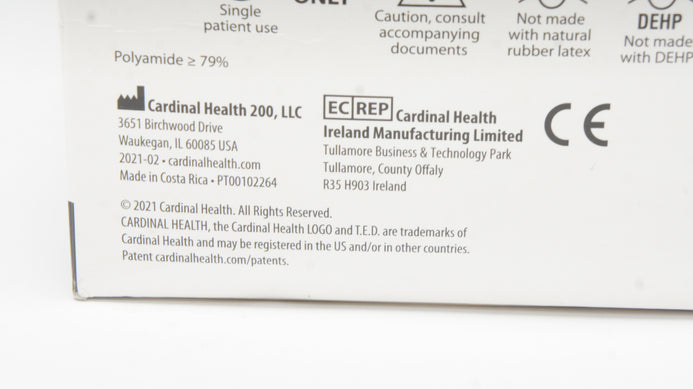 ONLY
Single
patient use
Caution, consult
accompanying
documents
Not made
with natural
rubber latex
DEHP
Not made
with DEHP
Polyamide ≥ 79%
Cardinal Health 200, LLC
3651 Birchwood Drive
Waukegan, IL 60085 USA
2021-02 • cardinalhealth.com
Made in Costa Rica • PT00102264
EC REP Cardinal Health
Ireland Manufacturing Limited
Tullamore Business & Technology Park
Tullamore, County Offaly
R35 H903 Ireland
CE
© 2021 Cardinal Health. All Rights Reserved.
CARDINAL HEALTH, the Cardinal Health LOGO and T.E.D. are trademarks of
Cardinal Health and may be registered in the US and/or in other countries.
Patent cardinalhealth.com/patents.